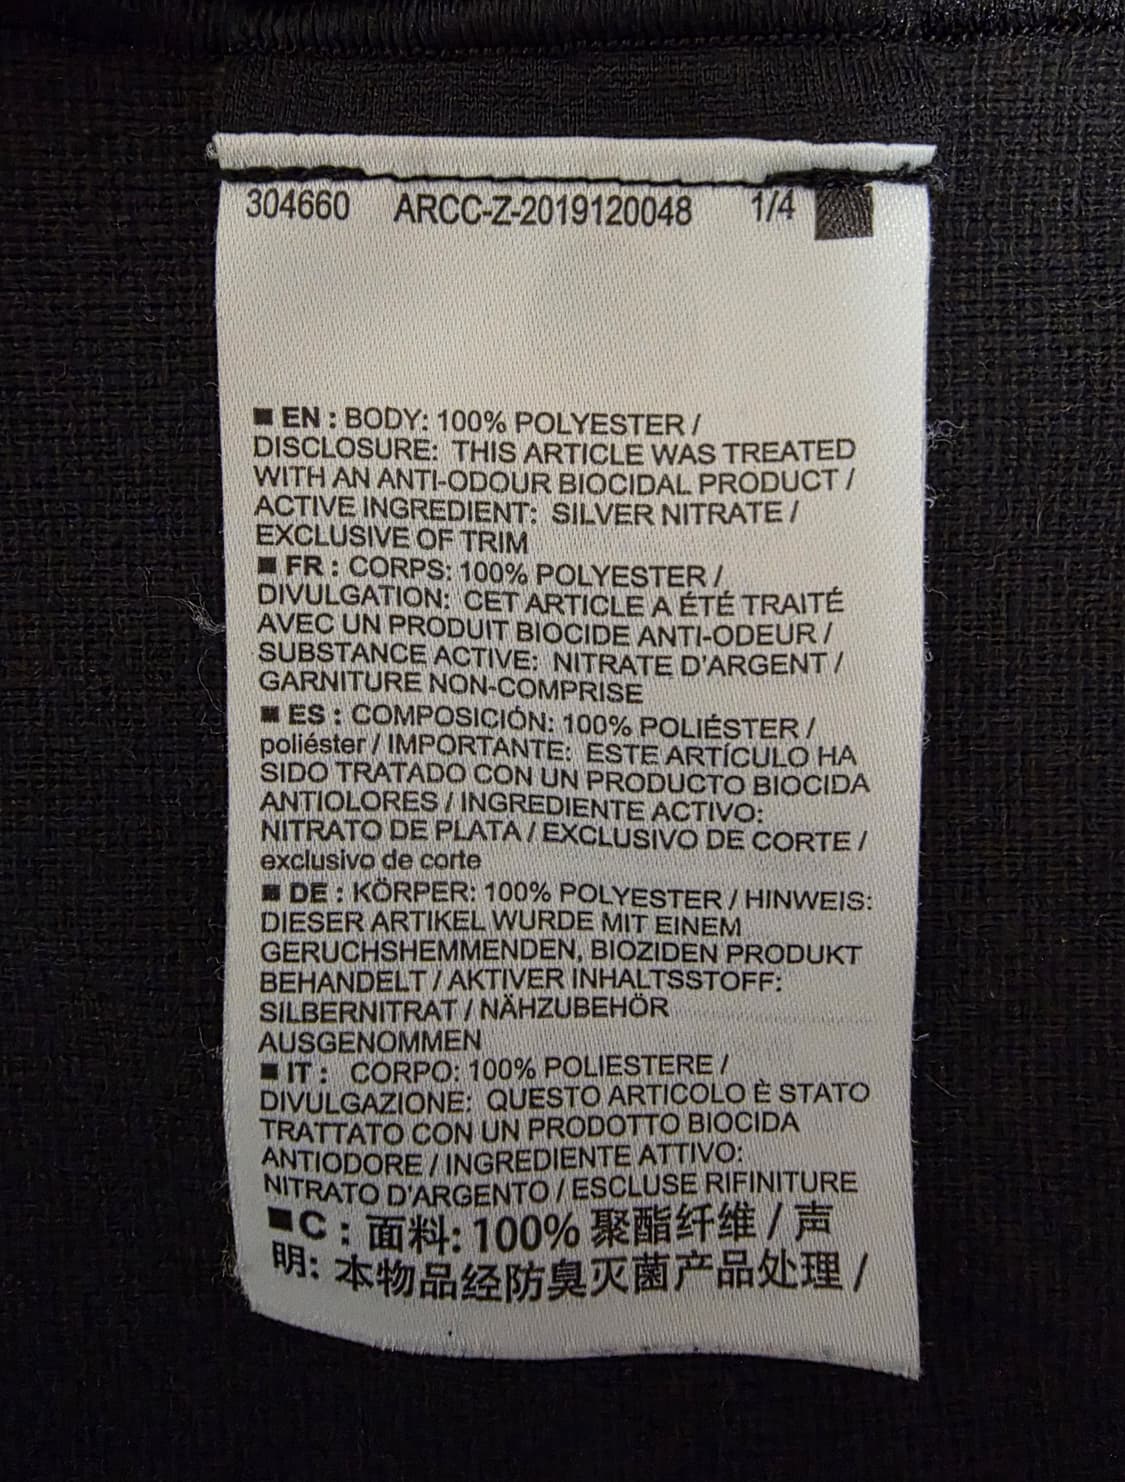 304660 ARCC-Z-2019120048 1/4
■ EN : BODY: 100% POLYESTER /
DISCLOSURE: THIS ARTICLE WAS TREATED
WITH AN ANTI-ODOUR BIOCIDAL PRODUCT /
ACTIVE INGREDIENT: SILVER NITRATE /
EXCLUSIVE OF TRIM
■ FR : CORPS: 100% POLYESTER /
DIVULGATION: CET ARTICLE A ÉTÉ TRAITÉ
AVEC UN PRODUIT BIOCIDE ANTI-ODEUR /
SUBSTANCE ACTIVE: NITRATE D'ARGENT /
GARNITURE NON-COMPRISE
■ ES : COMPOSICIÓN: 100% POLIÉSTER /
poliéster / IMPORTANTE: ESTE ARTÍCULO HA
SIDO TRATADO CON UN PRODUCTO BIOCIDA
ANTIOLORES / INGREDIENTE ACTIVO:
NITRATO DE PLATA / EXCLUSIVO DE CORTE /
exclusivo de corte
■ DE : KÖRPER: 100% POLYESTER / HINWEIS:
DIESER ARTIKEL WURDE MIT EINEM
GERUCHSHEMMENDEN, BIOZIDEN PRODUKT
BEHANDELT / AKTIVER INHALTSSTOFF:
SILBERNITRAT / NÄHZUBEHÖR
AUSGENOMMEN
■ IT : CORPO: 100% POLIESTERE /
DIVULGAZIONE: QUESTO ARTICOLO È STATO
TRATTATO CON UN PRODOTTO BIOCIDA
ANTIODORE / INGREDIENTE ATTIVO:
NITRATO D'ARGENTO / ESCLUSE RIFINITURE
■C : 面料: 100% 聚酯纤维 / 声
明: 本物品经防臭灭菌产品处理 /